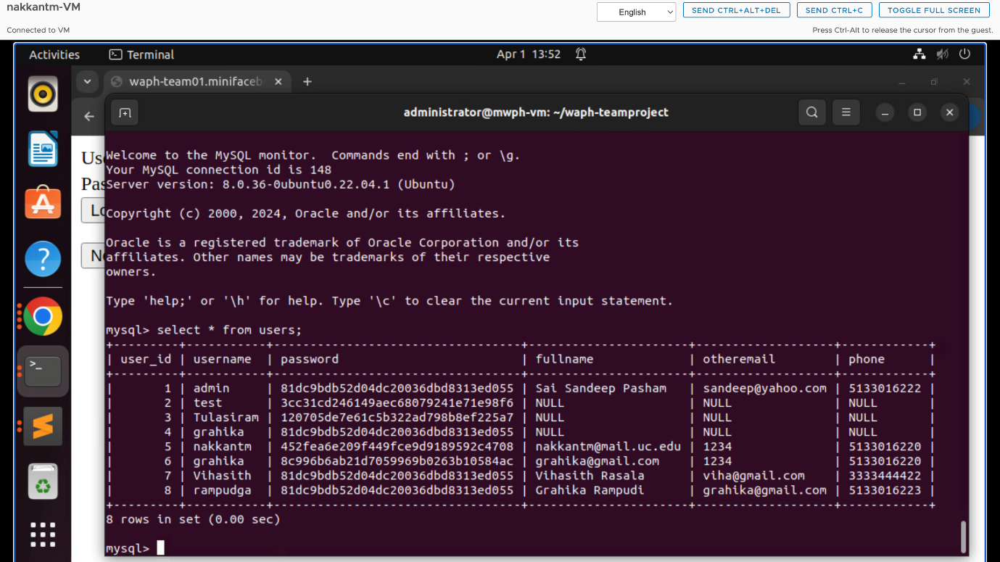 nakkantm-VM
English
SEND CTRL+ALT+DEL
SEND CTRL+C
TOGGLE FULL SCREEN
Connected to VM
Press Ctrl-Alt to release the cursor from the guest.
Activities
Terminal
Apr 1 13:52
waph-team01.minifaceb
administrator@mwph-vm: ~/waph-teamproject
Welcome to the MySQL monitor.  Commands end with ; or \g.
Your MySQL connection id is 148
Server version: 8.0.36-0ubuntu0.22.04.1 (Ubuntu)
Copyright (c) 2000, 2024, Oracle and/or its affiliates.
Oracle is a registered trademark of Oracle Corporation and/or its
affiliates. Other names may be trademarks of their respective
owners.
Type 'help;' or '\h' for help. Type '\c' to clear the current input statement.
mysql> select * from users;
+---------+-----------+----------------------------------+----------------------+-------------------+------------+
| user_id | username  | password                         | fullname             | otheremail        | phone      |
+---------+-----------+----------------------------------+----------------------+-------------------+------------+
|       1 | admin     | 81dc9bdb52d04dc20036dbd8313ed055 | Sai Sandeep Pasham   | sandeep@yahoo.com | 5133016222 |
|       2 | test      | 3cc31cd246149aec68079241e71e98f6 | NULL                 | NULL              | NULL       |
|       3 | Tulasiram | 120705de7e61c5b322ad798b8ef225a7 | NULL                 | NULL              | NULL       |
|       4 | grahika   | 81dc9bdb52d04dc20036dbd8313ed055 | NULL                 | NULL              | NULL       |
|       5 | nakkantm  | 452fea6e209f449fce9d9189592c4708 | nakkantm@mail.uc.edu | 1234              | 5133016220 |
|       6 | grahika   | 8c996b6ab21d7059969b0263b10584ac | grahika@gmail.com    | 1234              | 5133016220 |
|       7 | Vihasith  | 81dc9bdb52d04dc20036dbd8313ed055 | Vihasith Rasala      | viha@gmail.com    | 3333444422 |
|       8 | rampudga  | 81dc9bdb52d04dc20036dbd8313ed055 | Grahika Rampudi      | grahika@gmail.com | 5133016223 |
+---------+-----------+----------------------------------+----------------------+-------------------+------------+
8 rows in set (0.00 sec)
mysql>